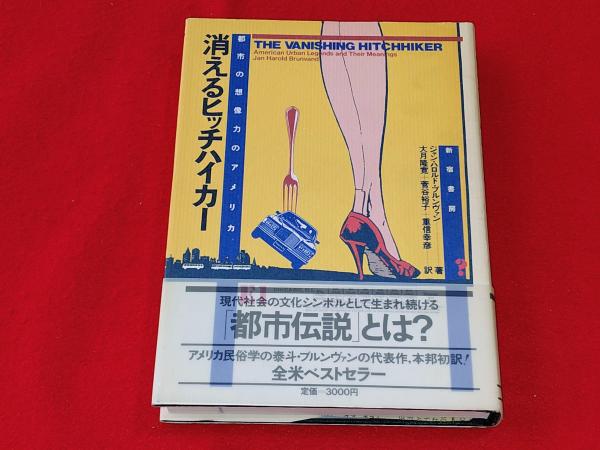 THE VANISHING HITCHHIKER
American Urban Legends and Their Meanings
Jan Harold Brunvand
消えるヒッチハイカー
都市の想像力のアメリカ
新宿書房
ジャン・ハロルド・ブルンヴァン 著
大月隆寛+菅谷裕子+重信幸彦 訳
?
現代社会の文化シンボルとして生まれ続ける
「都市伝説」とは?
アメリカ民俗学の泰斗・ブルンヴァンの代表作、本邦初訳!
全米ベストセラー
定価=3000円